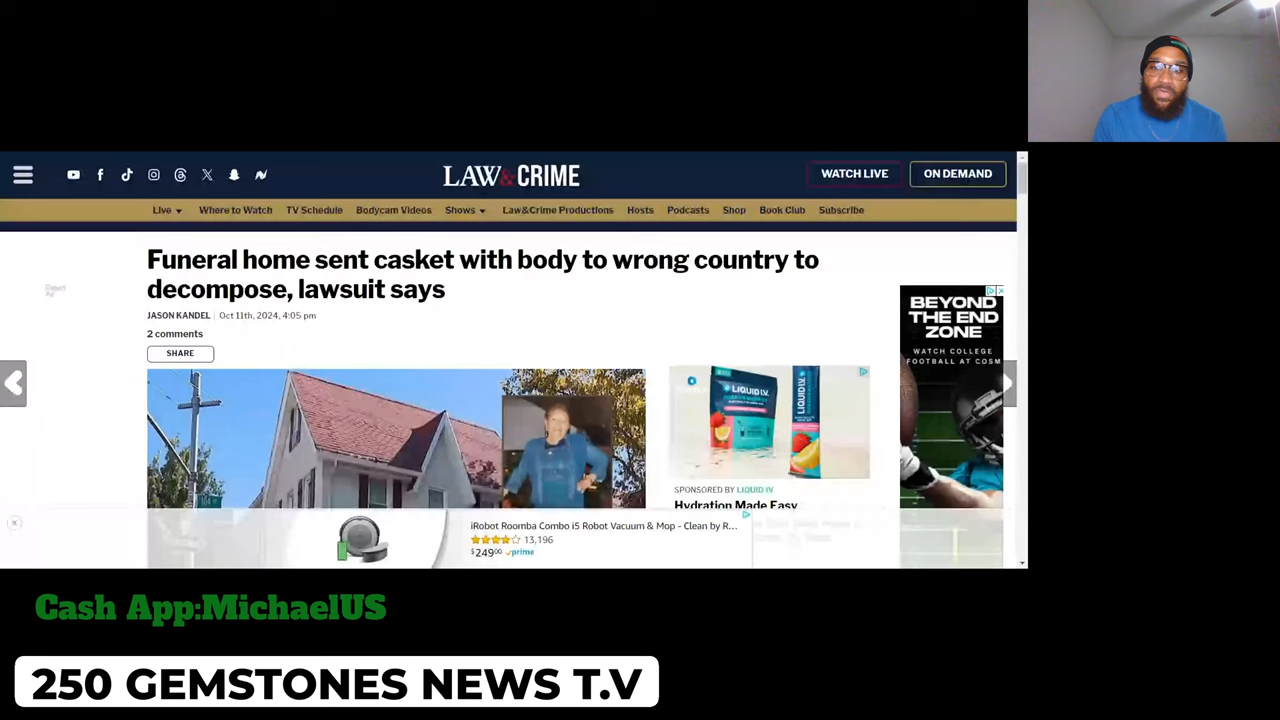 LAW&CRIME
WATCH LIVE
ON DEMAND
Live
Where to Watch
TV Schedule
Bodycam Videos
Shows
Law&Crime Productions
Hosts
Podcasts
Shop
Book Club
Subscribe
Funeral home sent casket with body to wrong country to
decompose, lawsuit says
JASON KANDEL | Oct 11th, 2024, 4:05 pm
2 comments
SHARE
LIQUID I.V.
LIQUID I.V.
SPONSORED BY LIQUID IV
Hydration Made Easy
BEYOND
THE END
ZONE
WATCH COLLEGE
FOOTBALL AT COSM
iRobot Roomba Combo i5 Robot Vacuum & Mop - Clean by R...
13,196
$24900 prime
Cash App:MichaelUS
250 GEMSTONES NEWS T.V